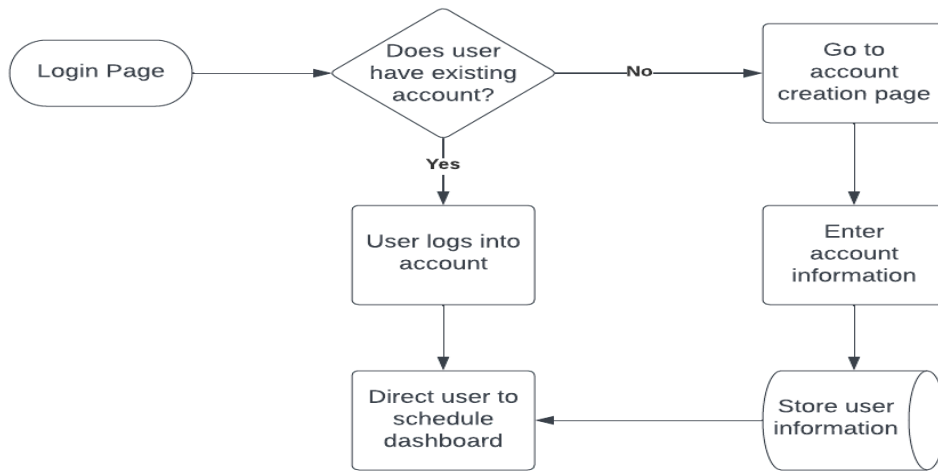 Login Page
Does user
have existing
account?
No
Go to
account
creation page
Yes
User logs into
account
Enter
account
information
Direct user to
schedule
dashboard
Store user
information